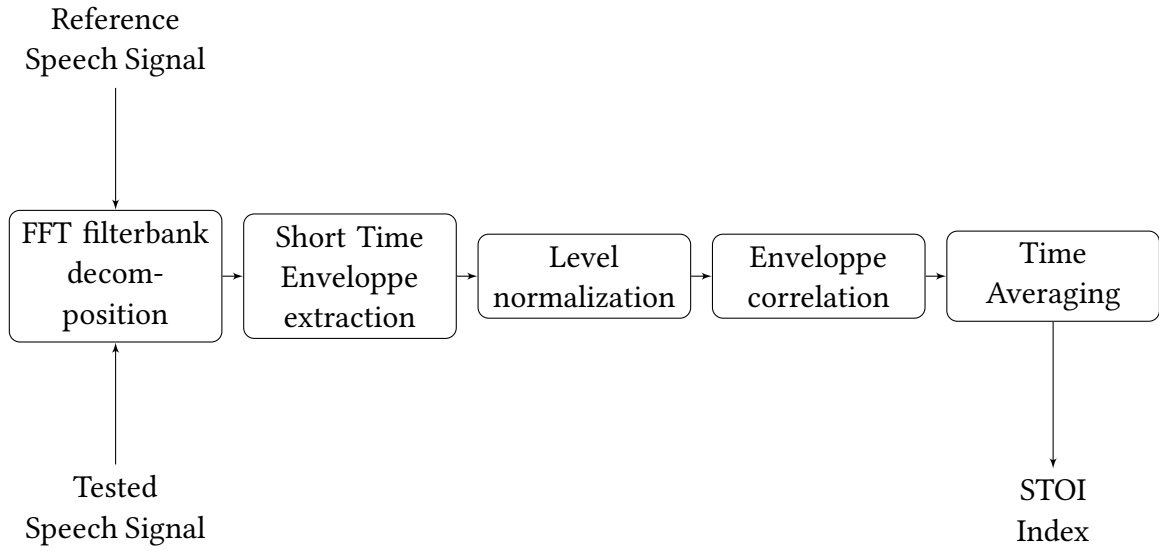 Reference
Speech Signal
FFT filterbank
decom-
position
Short Time
Enveloppe
extraction
Level
normalization
Enveloppe
correlation
Time
Averaging
Tested
Speech Signal
STOI
Index